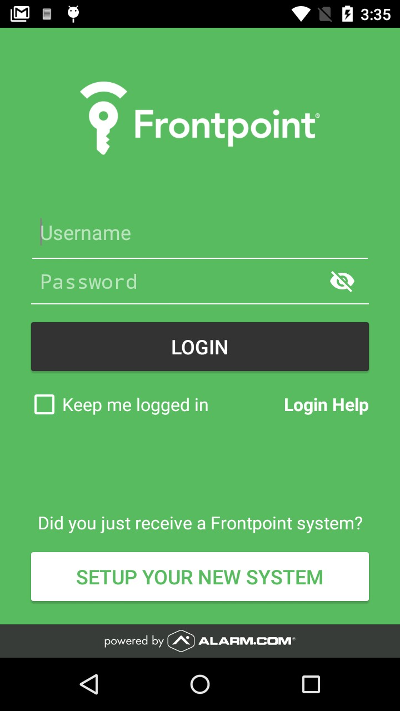 3:35
Frontpoint®
Username
Password
LOGIN
Keep me logged in
Login Help
Did you just receive a Frontpoint system?
SETUP YOUR NEW SYSTEM
powered by ALARM.COM®